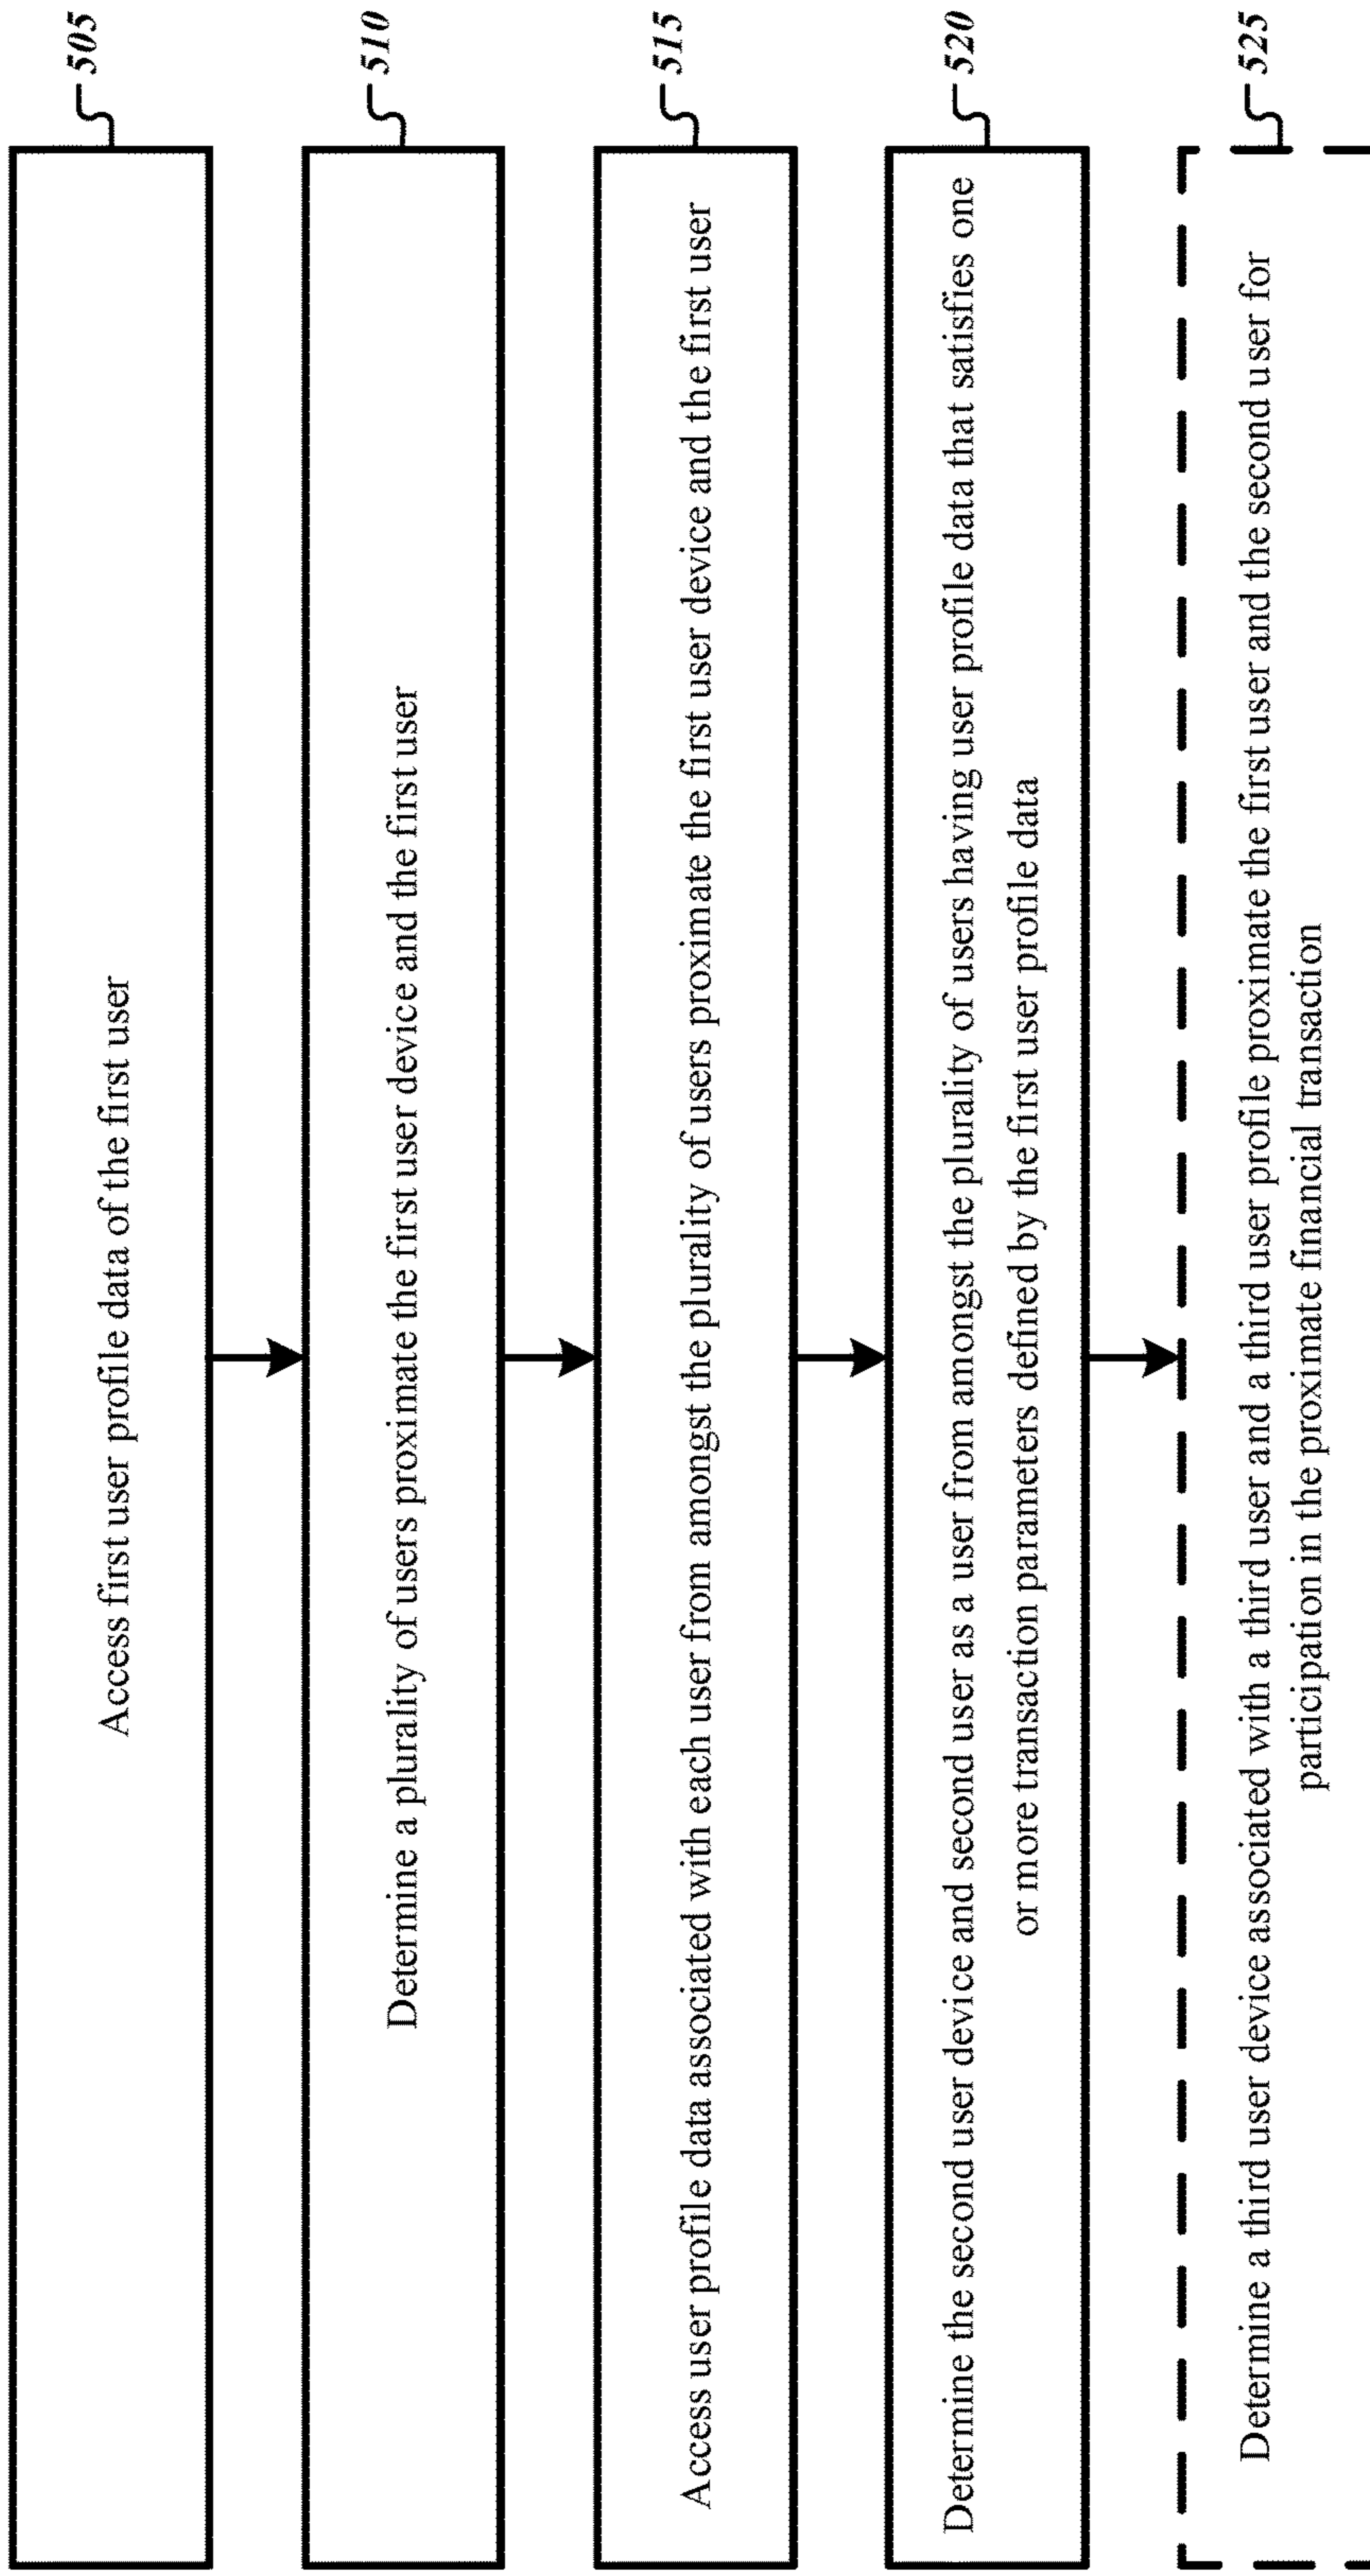 505
Access first user profile data of the first user
510
Determine a plurality of users proximate the first user device and the first user
515
Access user profile data associated with each user from amongst the plurality of users proximate the first user device and the first user
520
Determine the second user device and second user as a user from amongst the plurality of users having user profile data that satisfies one
or more transaction parameters defined by the first user profile data
525
Determine a third user device associated with a third user and a third user profile proximate the first user and the second user for
participation in the proximate financial transaction